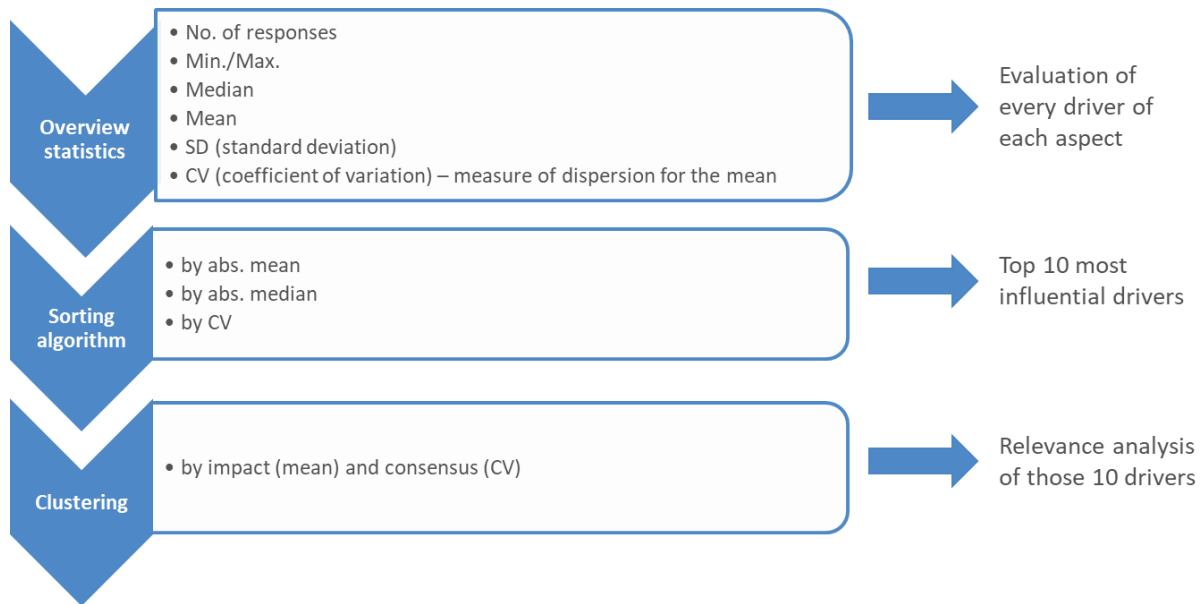 Overview
statistics
• No. of responses
• Min./Max.
• Median
• Mean
• SD (standard deviation)
• CV (coefficient of variation) – measure of dispersion for the mean
Evaluation of
every driver of
each aspect
Sorting
algorithm
• by abs. mean
• by abs. median
• by CV
Top 10 most
influential drivers
Clustering
• by impact (mean) and consensus (CV)
Relevance analysis
of those 10 drivers